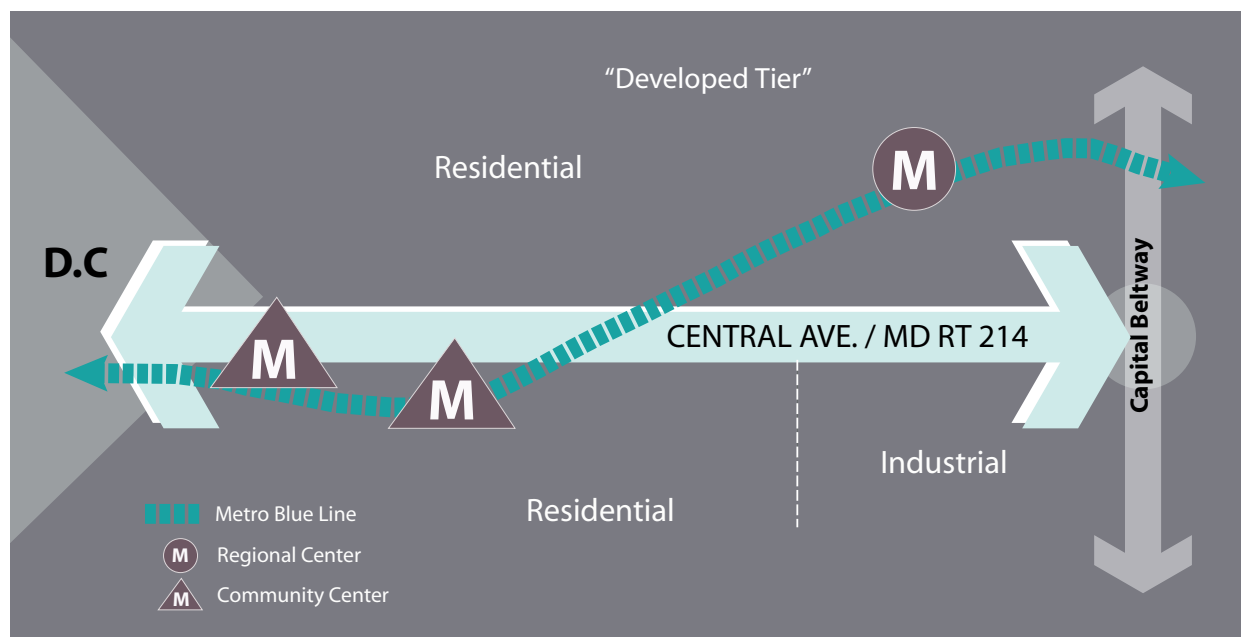 “Developed Tier”
Residential
M
D.C
CENTRAL AVE. / MD RT 214
Capital Beltway
M
M
Industrial
Residential
Metro Blue Line
M Regional Center
M Community Center